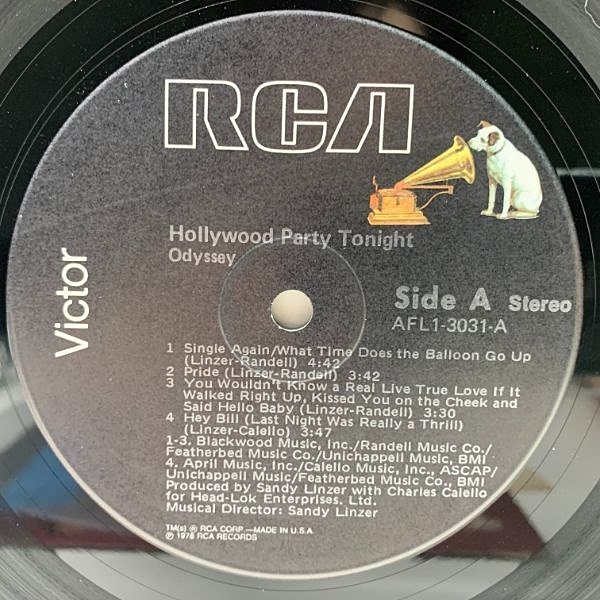 RCA
Victor
Hollywood Party Tonight
Odyssey
Side A Stereo
AFL1-3031-A
1 Single Again/What Time Does the Balloon Go Up
(Linzer-Randell) 4:42
2 Pride (Linzer-Randell) 3:42
3 You Wouldn't Know a Real Live True Love If It
Walked Right Up, Kissed You on the Cheek and
Said Hello Baby (Linzer-Randell) 3:30
4 Hey Bill (Last Night Was Really a Thrill)
(Linzer-Calello) 3:47
1-3. Blackwood Music, Inc./Randell Music Co./
Featherbed Music Co./Unichappell Music, BMI
4. April Music, Inc./Calello Music, Inc., ASCAP/
Unichappell Music/Featherbed Music Co., BMI
Produced by Sandy Linzer with Charles Calello
for Head-Lok Enterprises, Ltd.
Musical Director: Sandy Linzer
TM(s) ® RCA CORP.—MADE IN U.S.A.
℗ 1978 RCA RECORDS